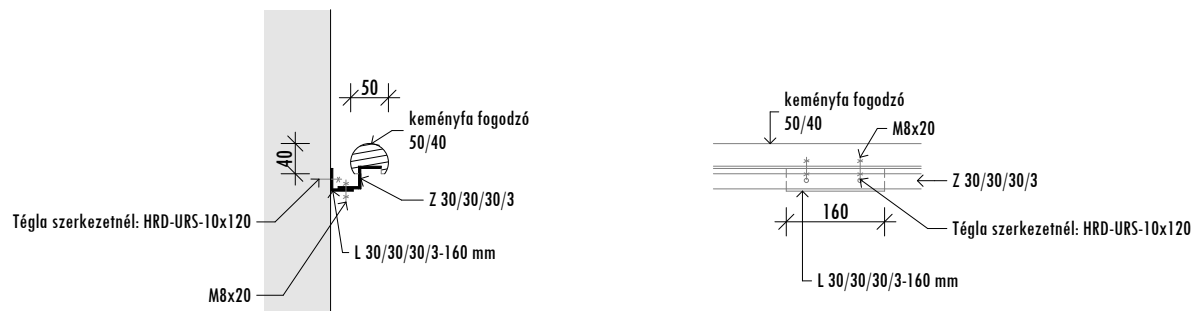 50
keményfa fogodzó
50/40
40
Z 30/30/30/3
Tégla szerkezetnél: HRD-URS-10x120
L 30/30/30/3-160 mm
M8x20
keményfa fogodzó
50/40
M8x20
Z 30/30/30/3
160
Tégla szerkezetnél: HRD-URS-10x120
L 30/30/30/3-160 mm